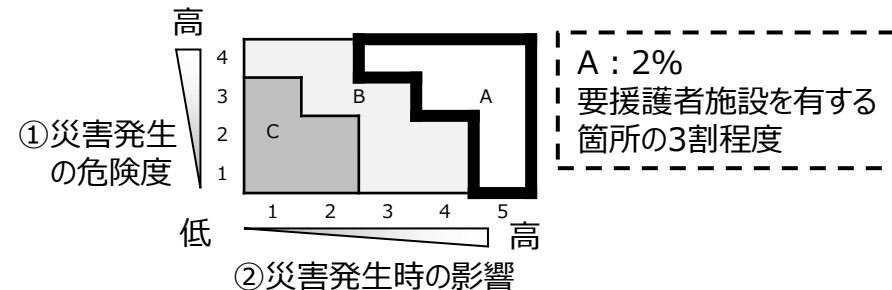 高
4
3
2
1
①災害発生
の危険度
A
B
C
1 2 3 4 5
低
高
②災害発生時の影響
A：2%
要援護者施設を有する
箇所の3割程度